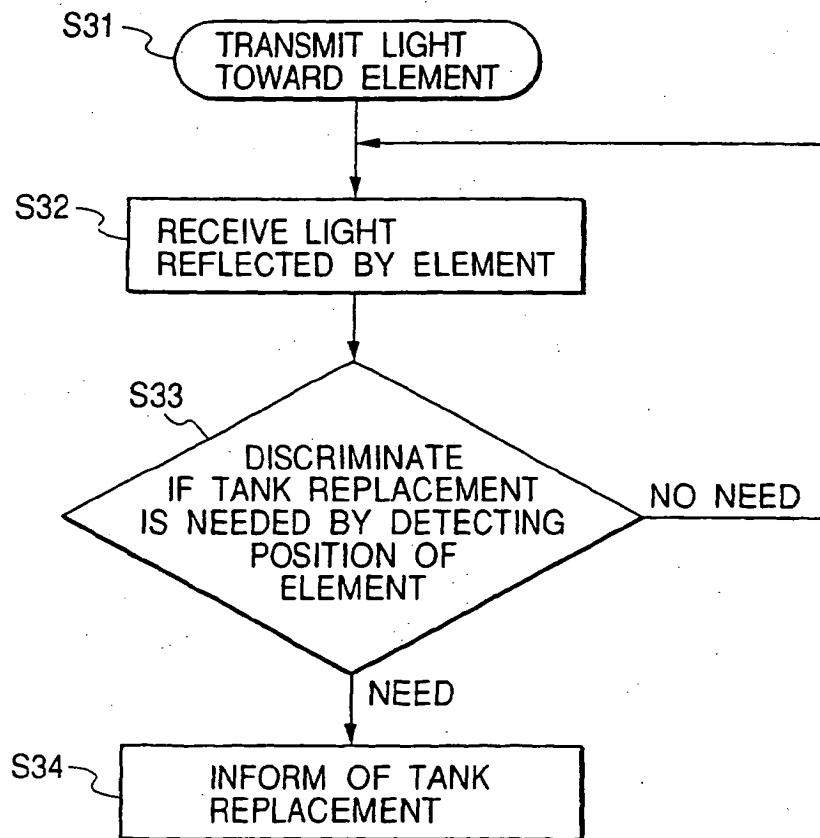 S31
TRANSMIT LIGHT
TOWARD ELEMENT
S32
RECEIVE LIGHT
REFLECTED BY ELEMENT
S33
DISCRIMINATE
IF TANK REPLACEMENT
IS NEEDED BY DETECTING
POSITION OF
ELEMENT
NO NEED
NEED
S34
INFORM OF TANK
REPLACEMENT